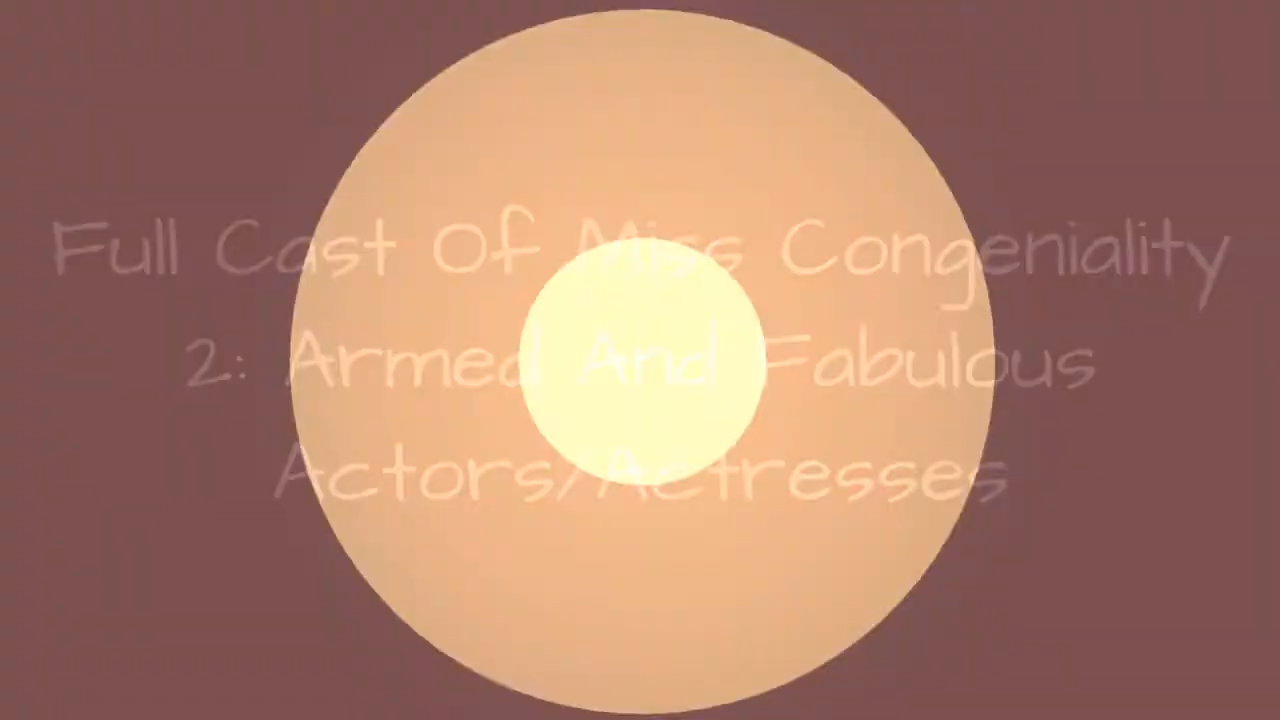 Full Cast Of Miss Congeniality
2: Armed And Fabulous
Actors/Actresses